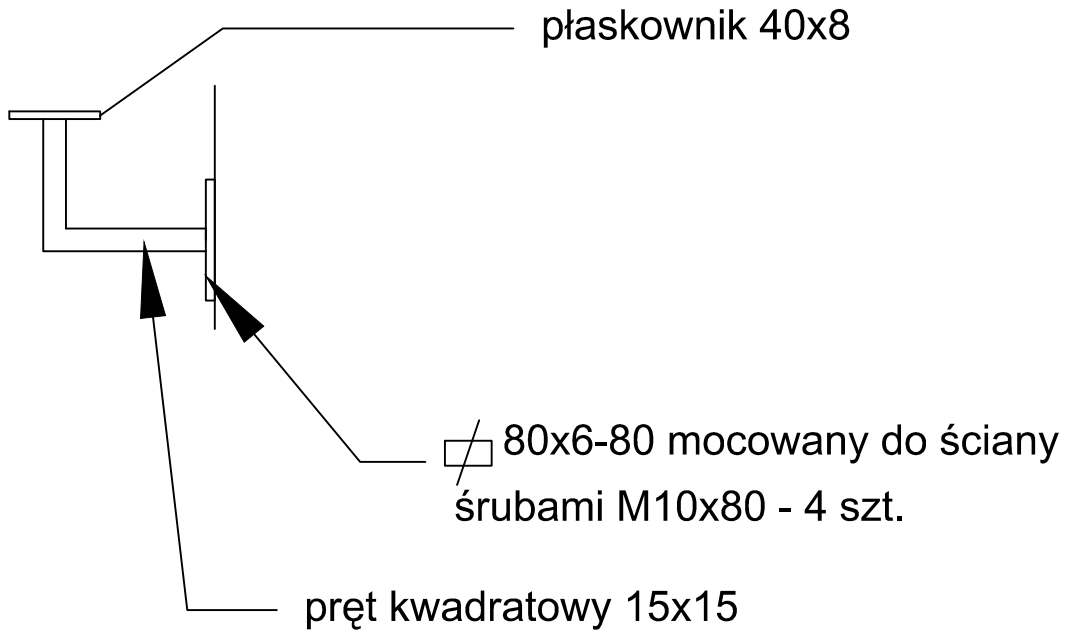 płaskownik 40x8
80x6-80 mocowany do ściany
śrubami M10x80 - 4 szt.
pręt kwadratowy 15x15